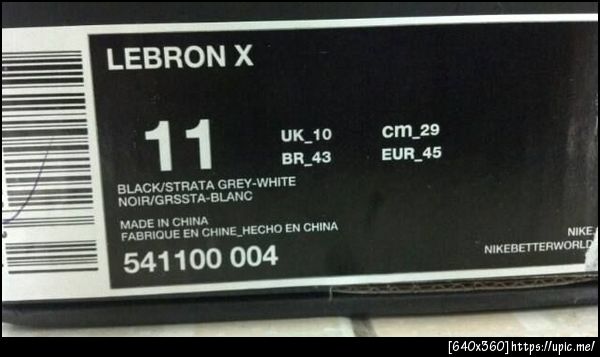 LEBRON X
11
UK_10 cm_29
BR_43 EUR_45
BLACK/STRATA GREY-WHITE
NOIR/GRSSTA-BLANC
MADE IN CHINA
FABRIQUE EN CHINE_HECHO EN CHINA
541100 004
NIKE
NIKEBETTERWORLD
[640x360]https://upic.me/